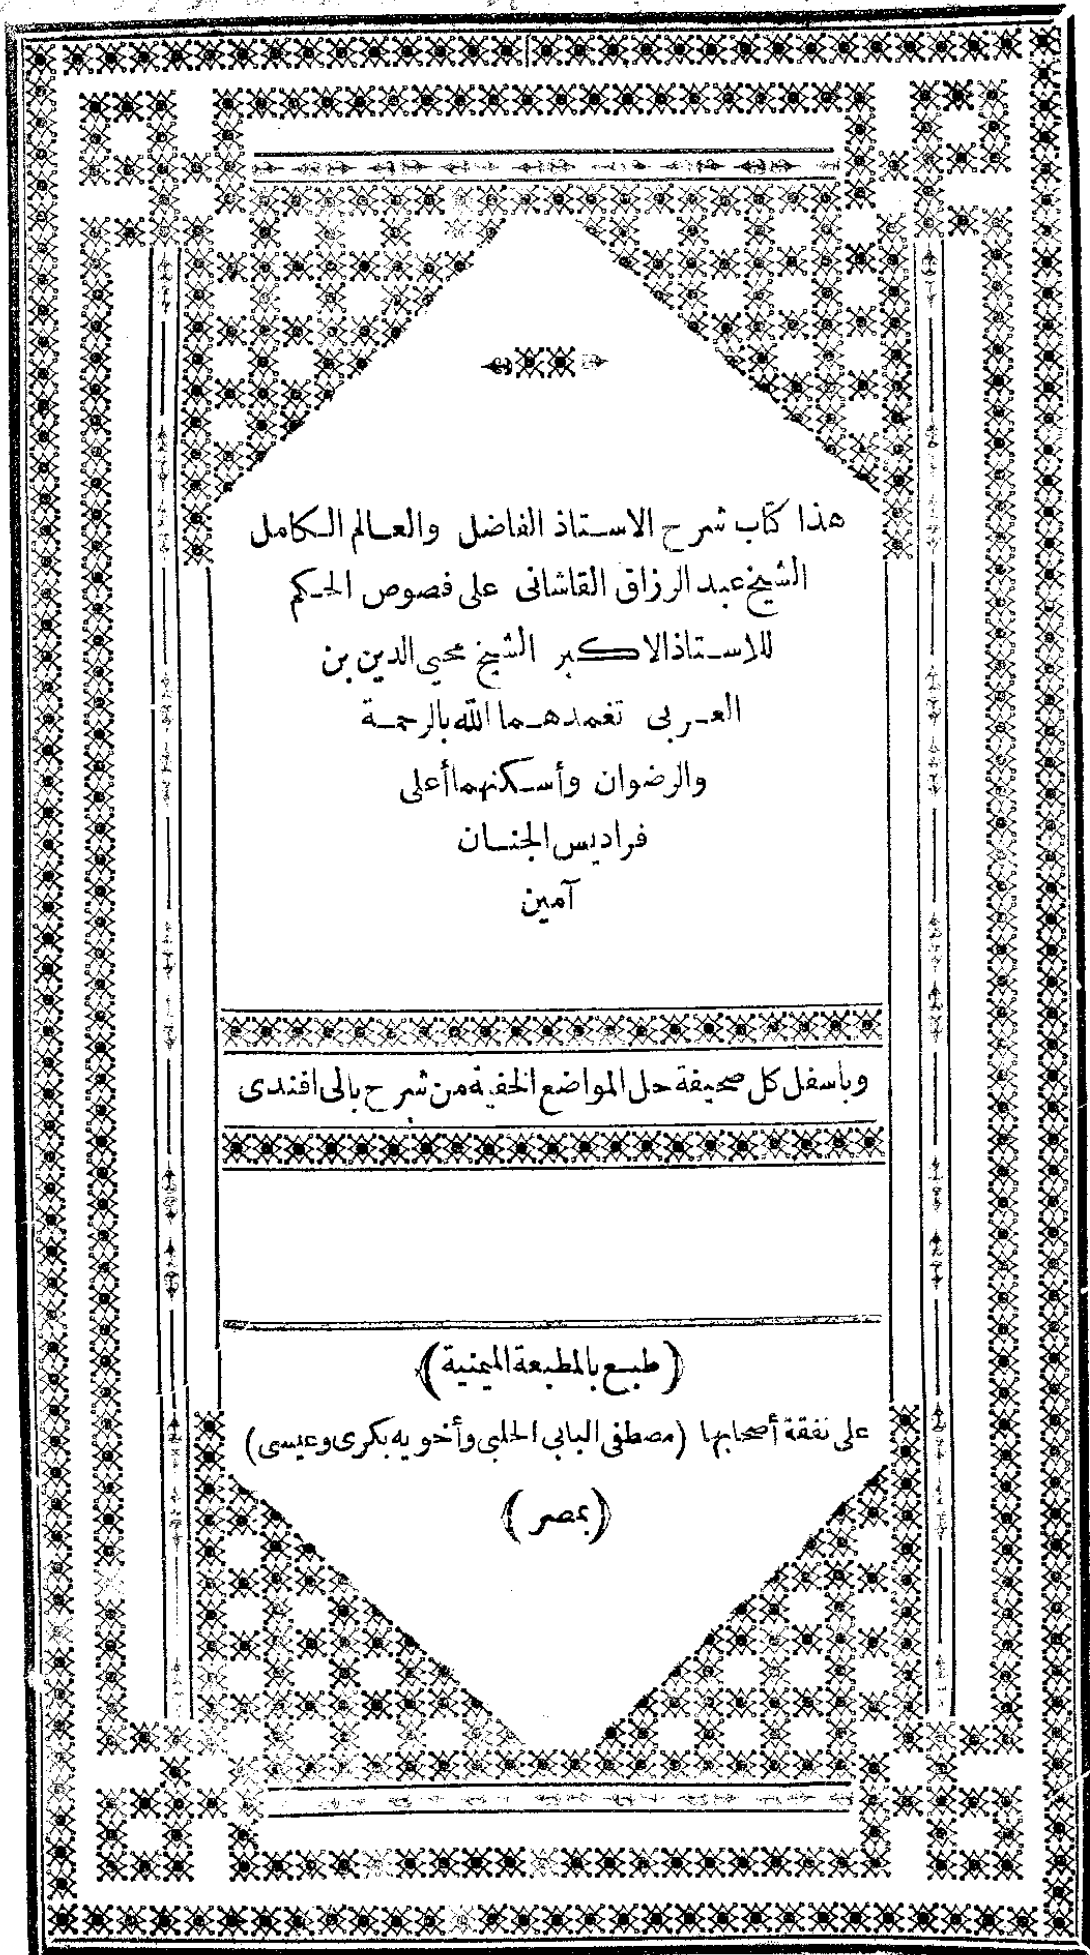 هذا كتاب شرح الاستاذ الفاضل والعالم الكامل
الشيخ عبد الرزاق القاشانى على فصوص الحكم
للاستاذ الاكبر الشيخ محيي الدين بن
العربى تغمدهما الله بالرحمة
والرضوان وأسكنهما أعلى
فراديس الجنان
آمين
وباسفل كل صحيفة حل المواضع الخفية من شرح بالى افندى
(طبع بالمطبعة الميمنية)
على نفقة أصحابها (مصطفى البابى الحلبى وأخويه بكرى وعيسى)
(بمصر)